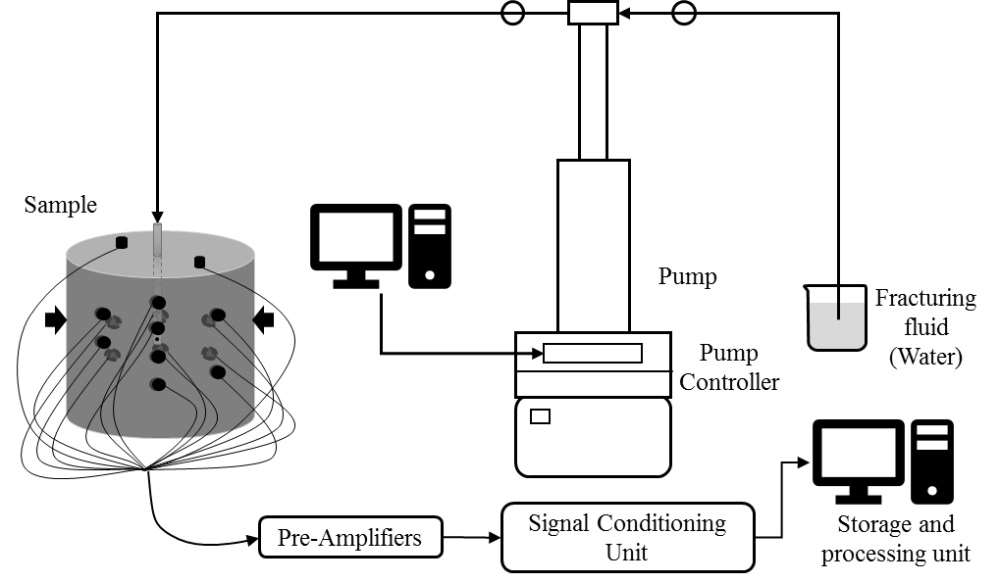 Sample
Pump
Fracturing
fluid
(Water)
Pump
Controller
Pre-Amplifiers
Signal Conditioning
Unit
Storage and
processing unit